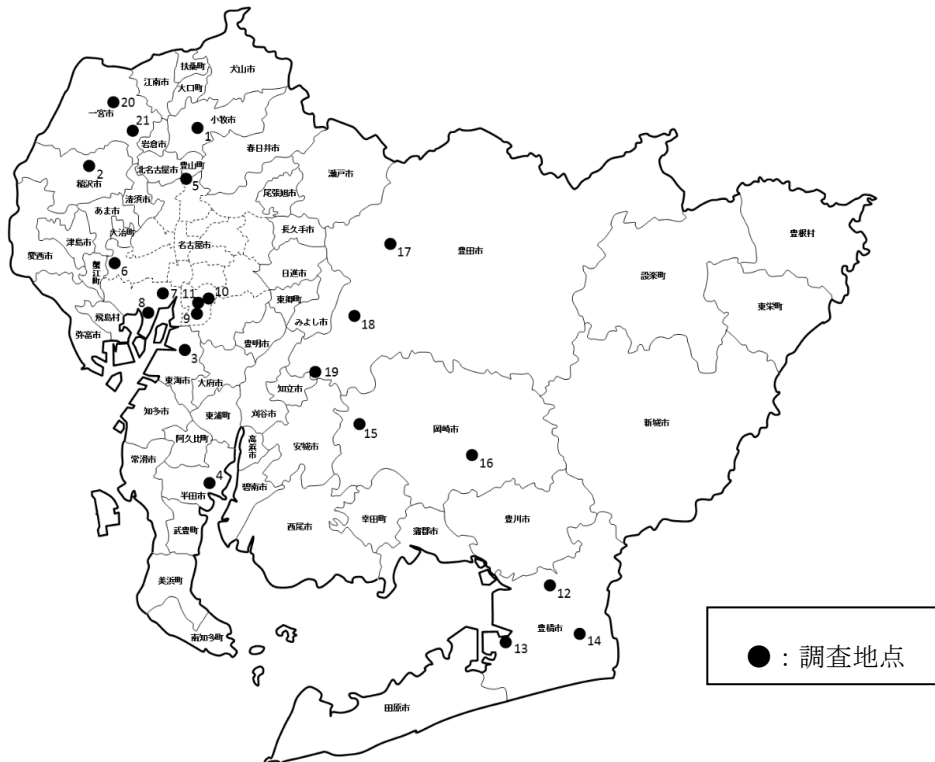 扶桑町
犬山市
江南市
大口町
20
一宮市
21
小牧市
1
岩倉市
春日井市
豊山町
北名古屋市
瀬戸市
2
稲沢市
5
尾張旭市
清須市
あま市
豊根村
長久手市
大治町
名古屋市
津島市
17
豊田市
愛西市
設楽町
6
蟹江町
日進市
7
11
10
東郷町
東栄町
8
9
18
飛島村
みよし市
弥富市
豊明市
3
19
東海市
大府市
知立市
知多市
東浦町
刈谷市
新城市
15
岡崎市
阿久比町
高浜市
安城市
常滑市
16
4
碧南市
半田市
西尾市
幸田町
豊川市
武豊町
蒲郡市
美浜町
12
豊橋市
14
南知多町
13
●：調査地点
田原市